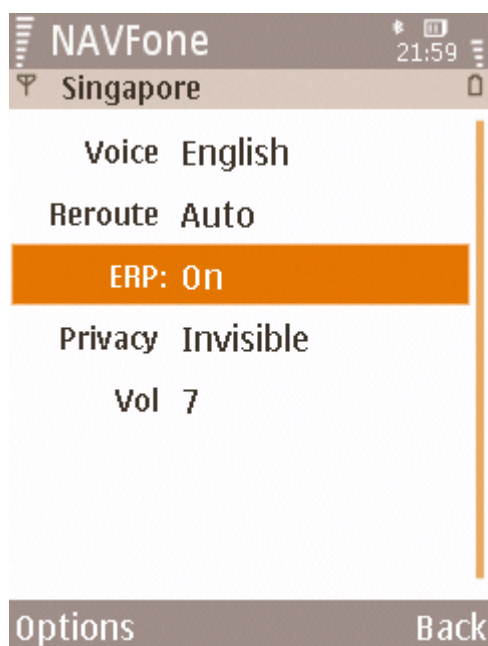 NAVFone
21:59
Singapore
Voice English
Reroute Auto
ERP: On
Privacy Invisible
Vol 7
Options Back